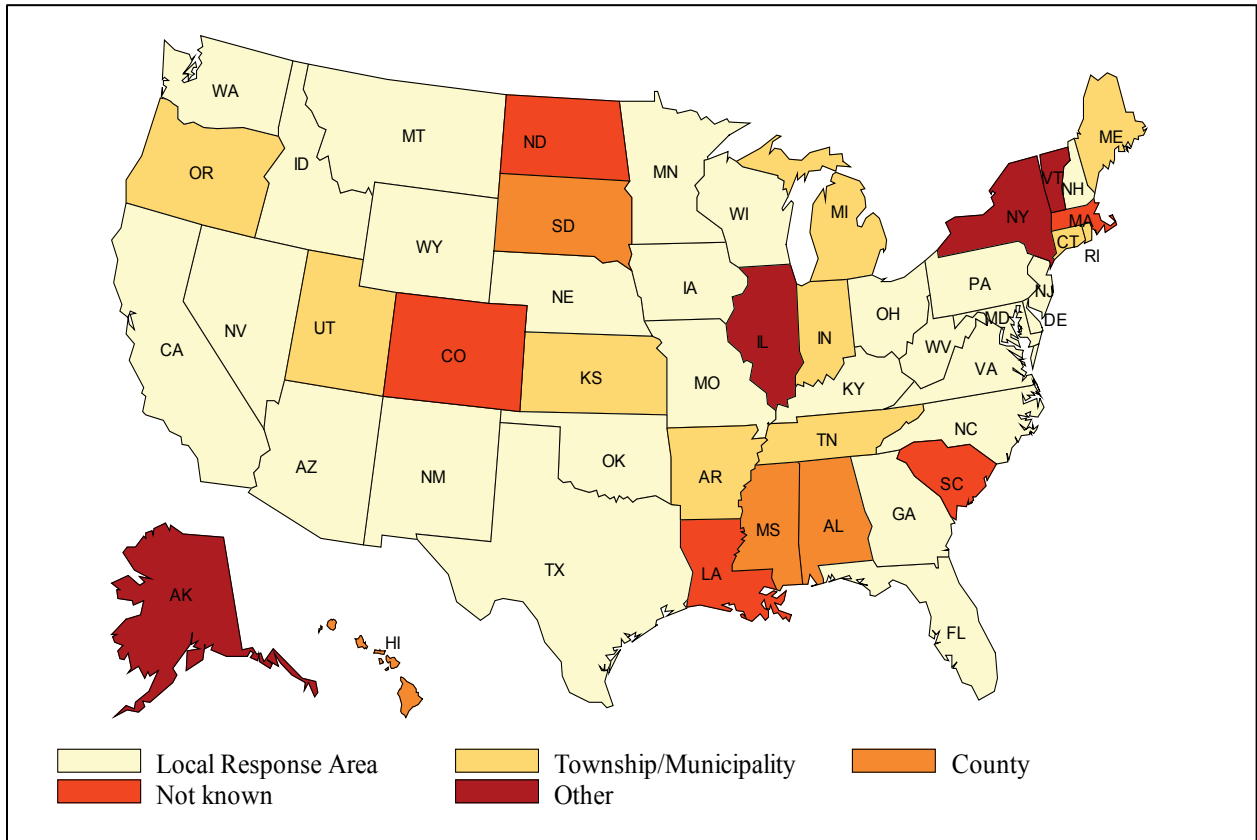 WA
MT
ND
MN
ME
OR
ID
SD
WI
MI
NY
VT
NH
MA
CT
RI
WY
NE
IA
PA
NJ
NV
UT
CO
KS
MO
IL
IN
OH
WV
MD
DE
VA
KY
CA
AZ
NM
OK
AR
TN
NC
SC
TX
LA
MS
AL
GA
FL
AK
HI
Local Response Area
Township/Municipality
County
Not known
Other